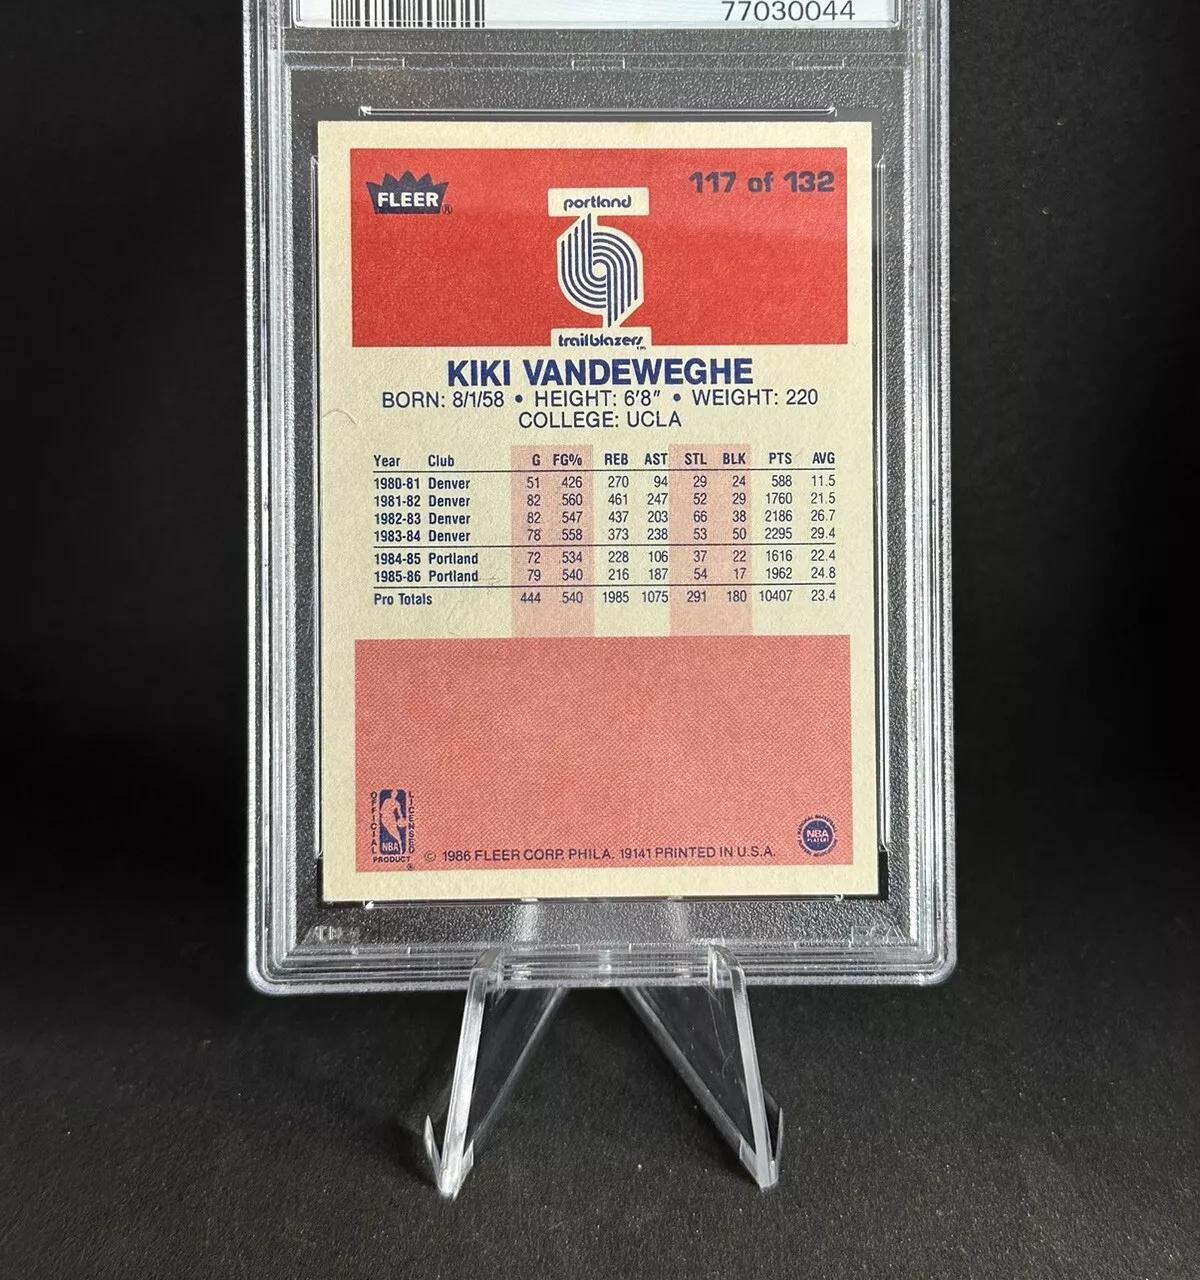 77030044
FLEER®
117 of 132
portland
trailblazers
KIKI VANDEWEGHE
BORN: 8/1/58 • HEIGHT: 6'8" • WEIGHT: 220
COLLEGE: UCLA
Year Club G FG% REB AST STL BLK PTS AVG
1980-81 Denver 51 .426 270 94 29 24 588 11.5
1981-82 Denver 82 .560 461 247 52 29 1760 21.5
1982-83 Denver 82 .547 437 203 66 38 2186 26.7
1983-84 Denver 78 .558 373 238 53 50 2295 29.4
1984-85 Portland 72 .534 228 106 37 22 1616 22.4
1985-86 Portland 79 .540 216 187 54 17 1962 24.8
Pro Totals 444 .540 1985 1075 291 180 10407 23.4
OFFICIAL LICENSED
NBA
PRODUCT ®
© 1986 FLEER CORP. PHILA. 19141 PRINTED IN U.S.A.
NBA
PLAYERS